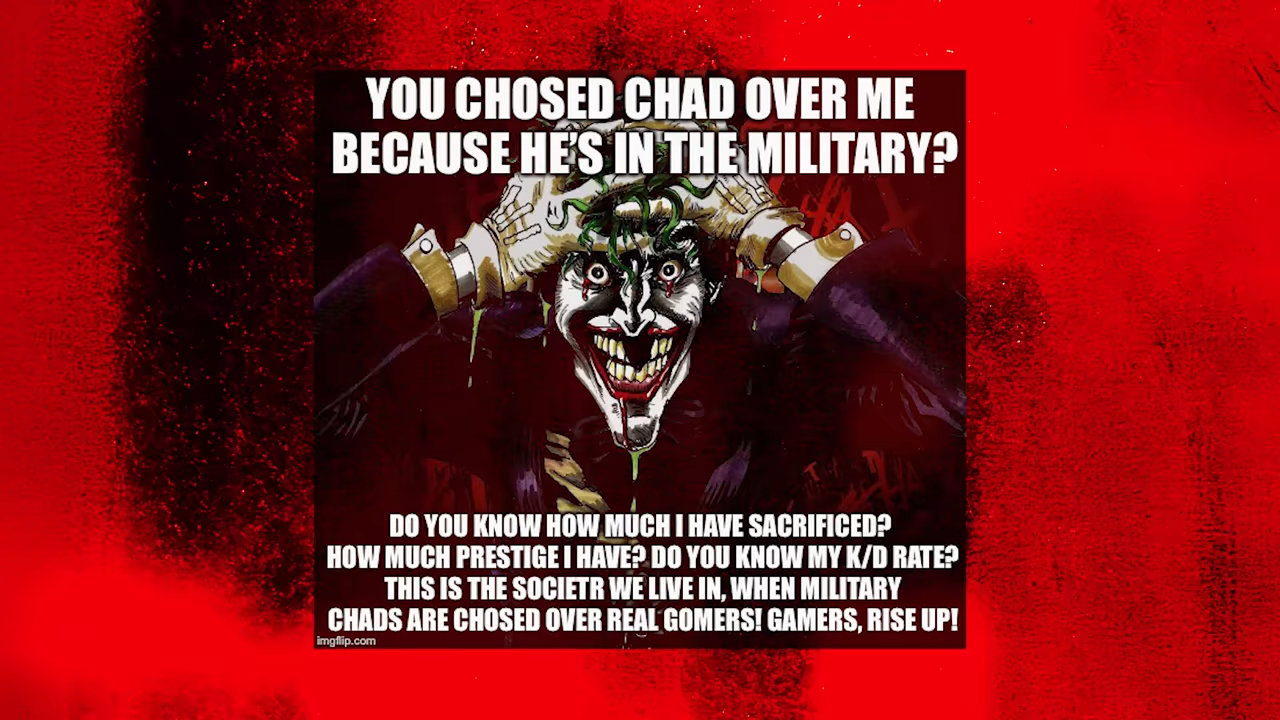 YOU CHOSED CHAD OVER ME
BECAUSE HE'S IN THE MILITARY?
DO YOU KNOW HOW MUCH I HAVE SACRIFICED?
HOW MUCH PRESTIGE I HAVE? DO YOU KNOW MY K/D RATE?
THIS IS THE SOCIETR WE LIVE IN, WHEN MILITARY
CHADS ARE CHOSED OVER REAL GOMERS! GAMERS, RISE UP!
imgflip.com